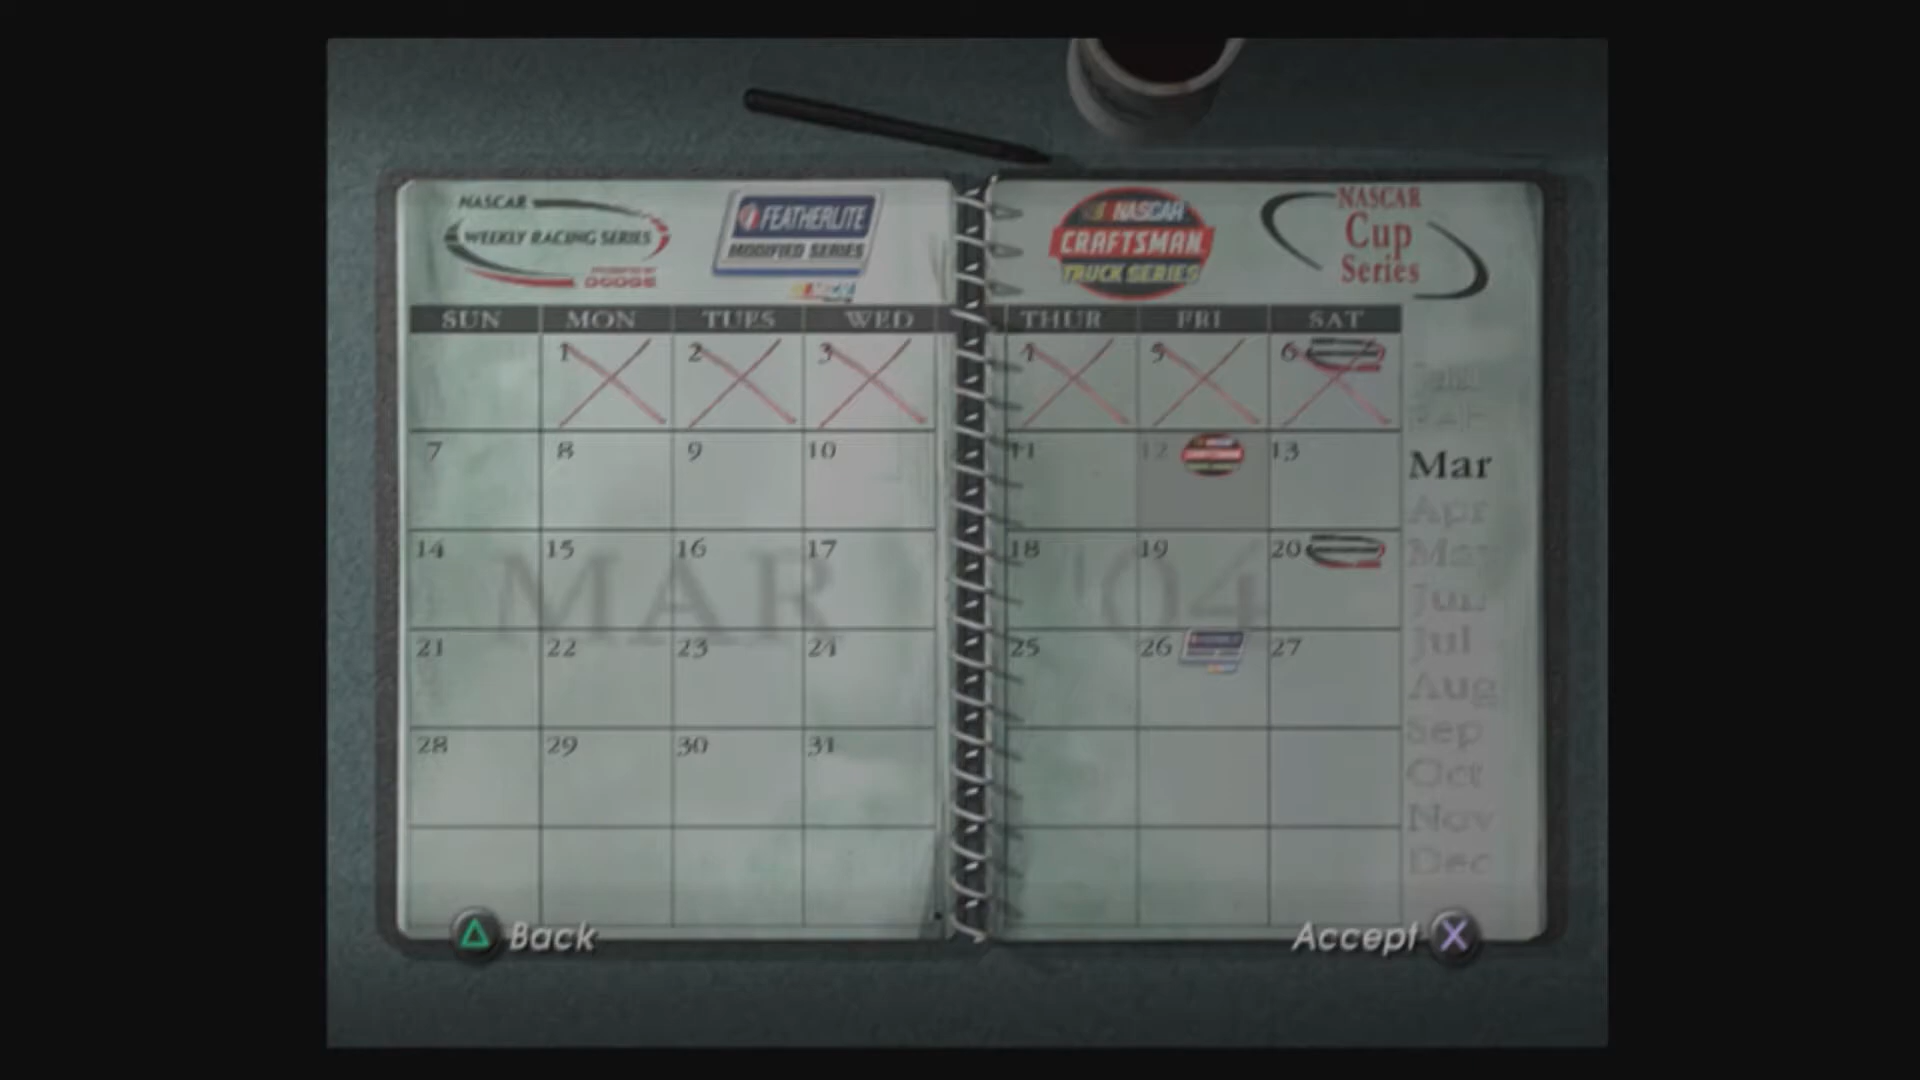 NASCAR
WEEKLY RACING SERIES
DODGE
FEATHERLITE
MODIFIED SERIES
NASCAR
CRAFTSMAN
TRUCK SERIES
NASCAR
Cup
Series
SUN MON TUES WED THUR FRI SAT
1 2 3 4 5 6
7 8 9 10 11 12 13
14 15 16 17 18 19 20
MAR '04
21 22 23 24 25 26 27
28 29 30 31
Mar
Apr
May
Jun
Jul
Aug
Sep
Oct
Nov
Dec
Back
Accept